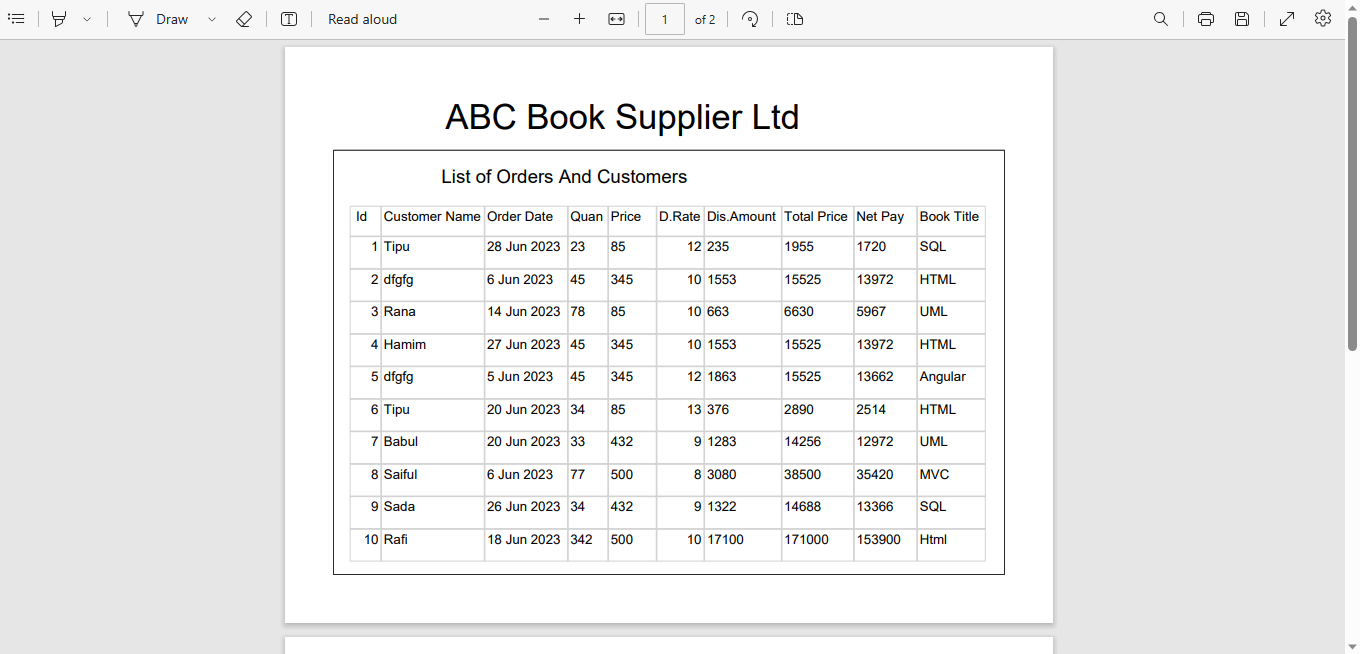 Draw Read aloud 1 of 2
ABC Book Supplier Ltd
List of Orders And Customers
Id Customer Name Order Date Quan Price D.Rate Dis.Amount Total Price Net Pay Book Title
1 Tipu 28 Jun 2023 23 85 12 235 1955 1720 SQL
2 dfgfg 6 Jun 2023 45 345 10 1553 15525 13972 HTML
3 Rana 14 Jun 2023 78 85 10 663 6630 5967 UML
4 Hamim 27 Jun 2023 45 345 10 1553 15525 13972 HTML
5 dfgfg 5 Jun 2023 45 345 12 1863 15525 13662 Angular
6 Tipu 20 Jun 2023 34 85 13 376 2890 2514 HTML
7 Babul 20 Jun 2023 33 432 9 1283 14256 12972 UML
8 Saiful 6 Jun 2023 77 500 8 3080 38500 35420 MVC
9 Sada 26 Jun 2023 34 432 9 1322 14688 13366 SQL
10 Rafi 18 Jun 2023 342 500 10 17100 171000 153900 Html